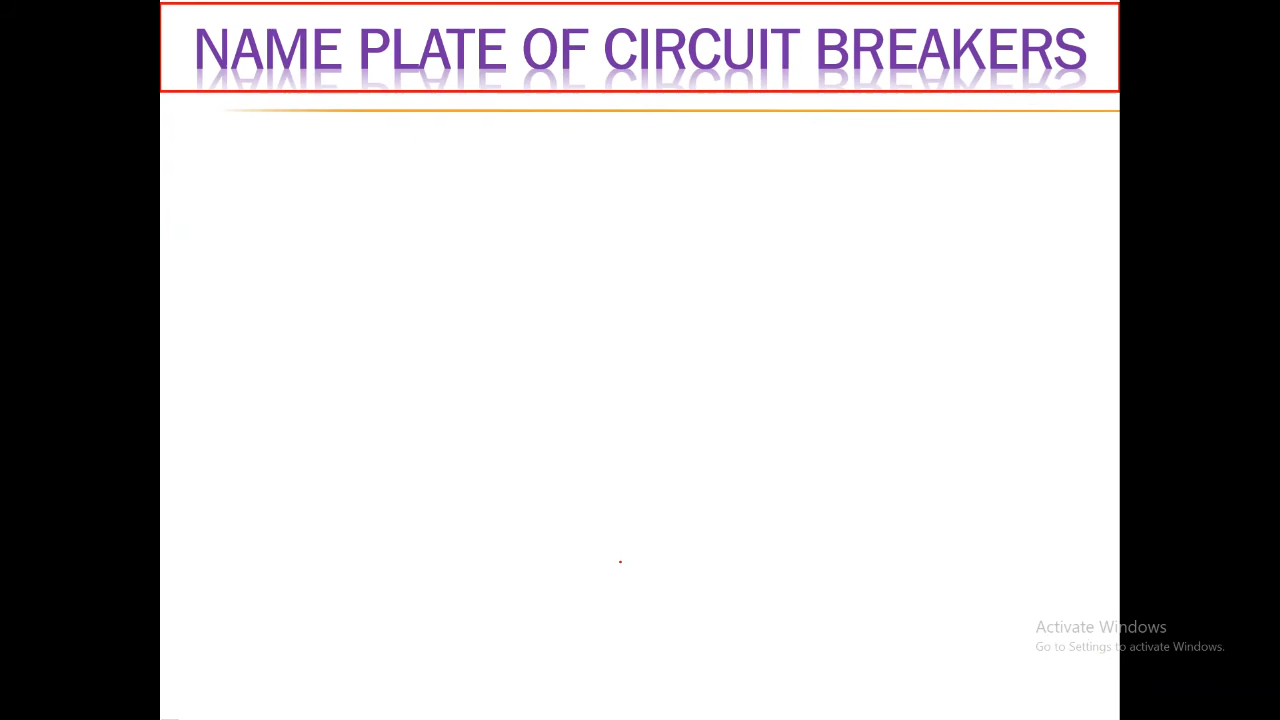 NAME PLATE OF CIRCUIT BREAKERS
Activate Windows
Go to Settings to activate Windows.